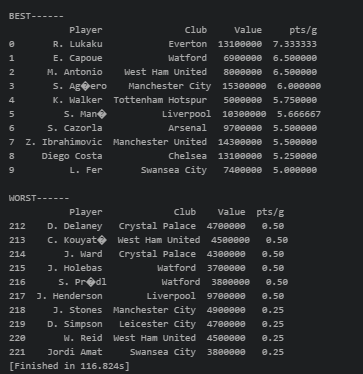 BEST------
Player Club Value pts/g
0 R. Lukaku Everton 13100000 7.333333
1 E. Capoue Watford 6900000 6.500000
2 M. Antonio West Ham United 8000000 6.500000
3 S. Ag�ero Manchester City 15300000 6.000000
4 K. Walker Tottenham Hotspur 5000000 5.750000
5 S. Man� Liverpool 10300000 5.666667
6 S. Cazorla Arsenal 9700000 5.500000
7 Z. Ibrahimovic Manchester United 14300000 5.500000
8 Diego Costa Chelsea 13100000 5.250000
9 L. Fer Swansea City 7400000 5.000000
WORST------
Player Club Value pts/g
212 D. Delaney Crystal Palace 4700000 0.50
213 C. Kouyat� West Ham United 4500000 0.50
214 J. Ward Crystal Palace 4300000 0.50
215 J. Holebas Watford 3700000 0.50
216 S. Pr�dl Watford 3800000 0.50
217 J. Henderson Liverpool 9700000 0.50
218 J. Stones Manchester City 4900000 0.25
219 D. Simpson Leicester City 4700000 0.25
220 W. Reid West Ham United 4500000 0.25
221 Jordi Amat Swansea City 3800000 0.25
[Finished in 116.824s]